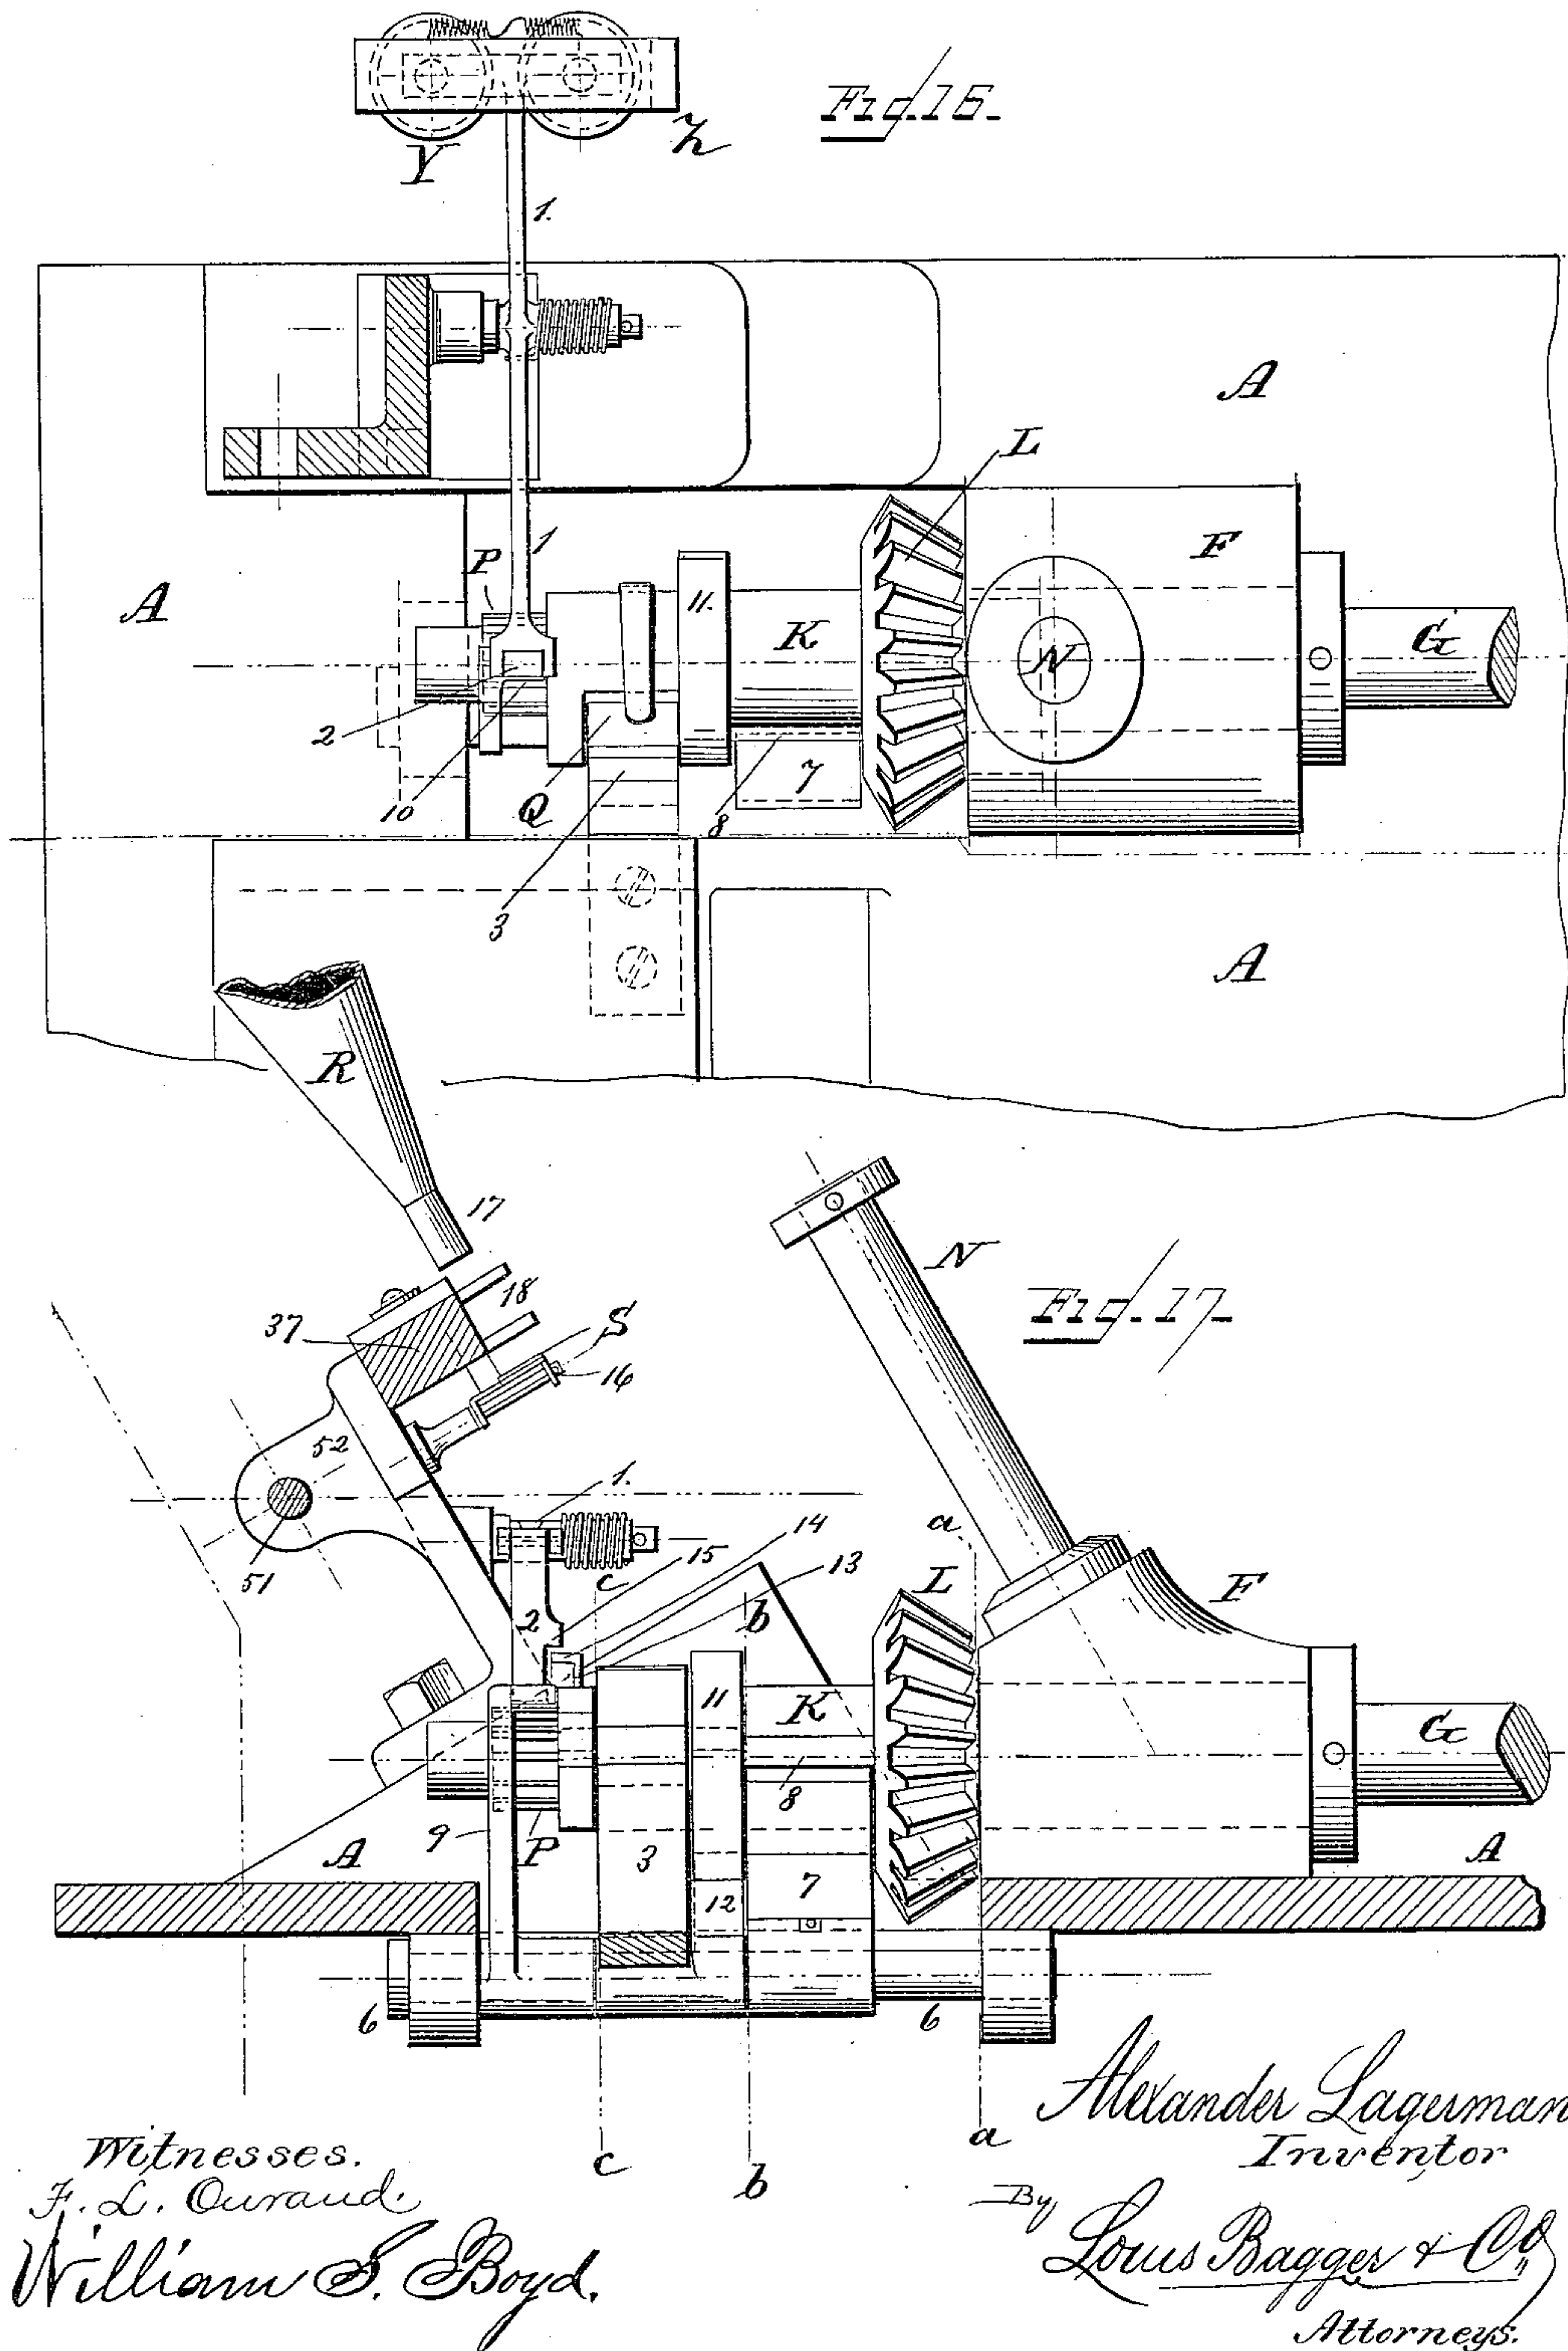 Fig. 16.
Y
Z
1.
A
L
F
P
1
11.
A
K
N
G
2
10
Q
8
7
3
A
R
17
N
18
Fig. 17.
37
S
16
52
1.
14
a
15
13
51
c
L
F
2
b
11
K
G
8
9
P
3
A
7
A
12
6
6
a
c
b
Alexander Lagerman
Inventor
Witnesses.
F. L. Ourand.
By
William S. Boyd.
Louis Bagger & Co.
Attorneys.